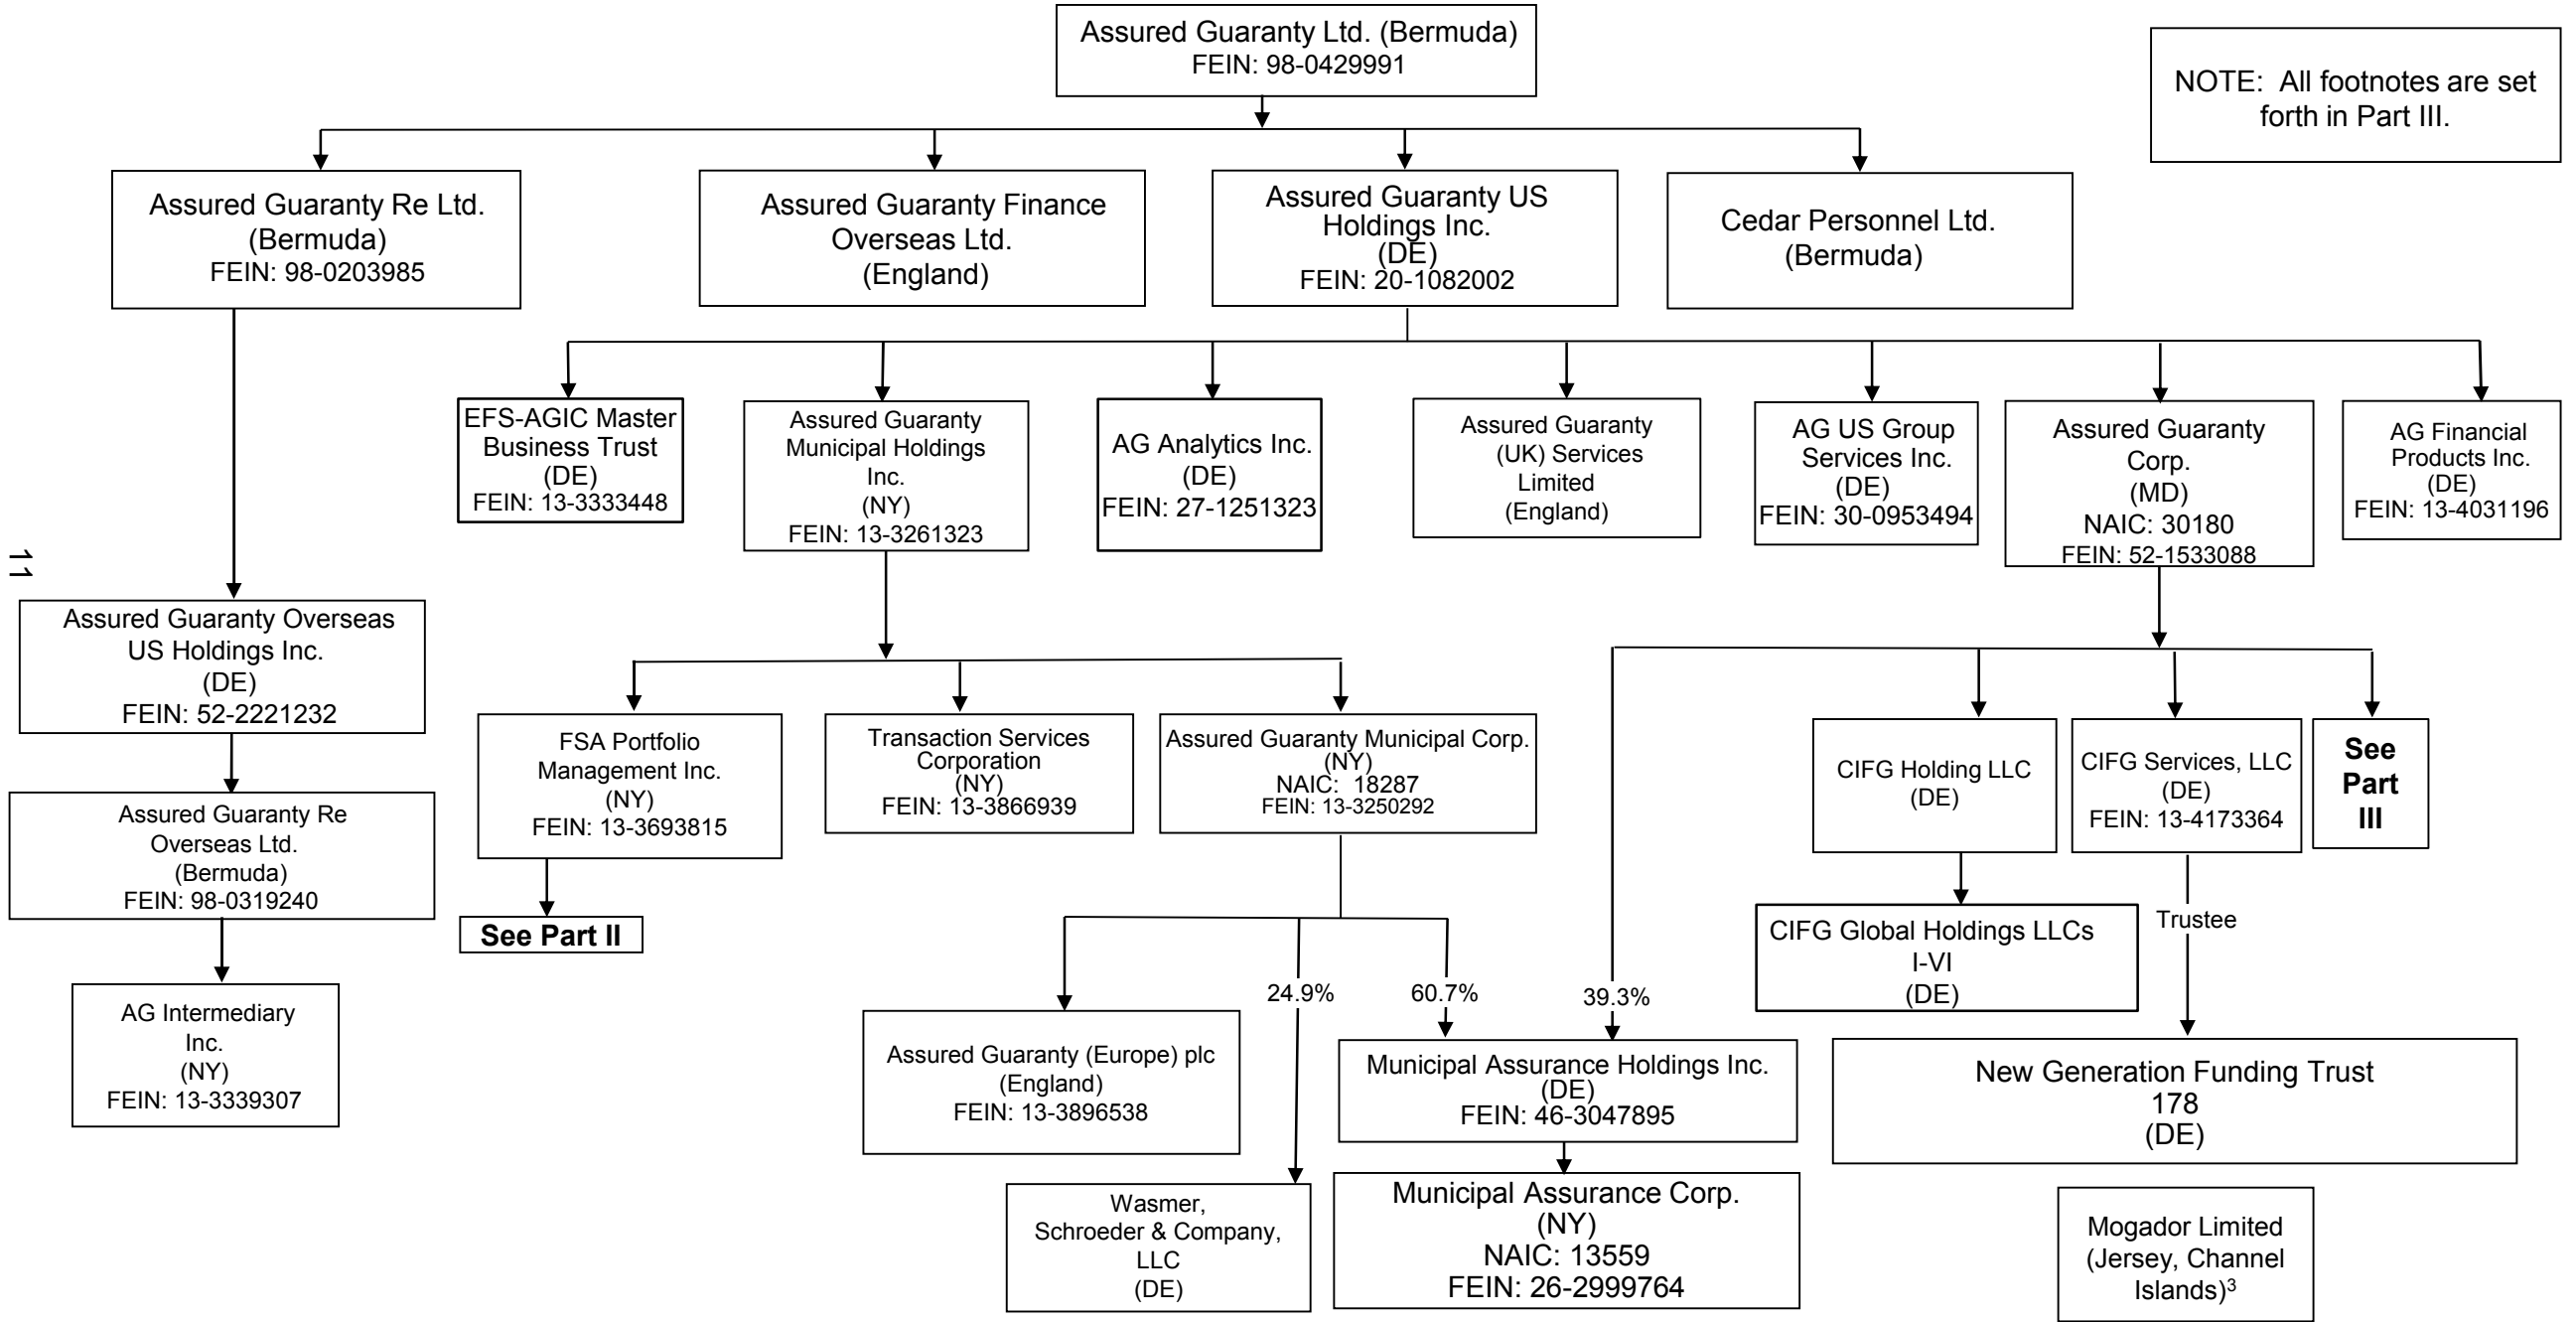 Assured Guaranty Ltd. (Bermuda)
FEIN: 98-0429991
NOTE: All footnotes are set
forth in Part III.
Assured Guaranty Re Ltd.
(Bermuda)
FEIN: 98-0203985
Assured Guaranty Finance
Overseas Ltd.
(England)
Assured Guaranty US
Holdings Inc.
(DE)
FEIN: 20-1082002
Cedar Personnel Ltd.
(Bermuda)
EFS-AGIC Master
Business Trust
(DE)
FEIN: 13-3333448
Assured Guaranty
Municipal Holdings
Inc.
(NY)
FEIN: 13-3261323
AG Analytics Inc.
(DE)
FEIN: 27-1251323
Assured Guaranty
(UK) Services
Limited
(England)
AG US Group
Services Inc.
(DE)
FEIN: 30-0953494
Assured Guaranty
Corp.
(MD)
NAIC: 30180
FEIN: 52-1533088
AG Financial
Products Inc.
(DE)
FEIN: 13-4031196
11
Assured Guaranty Overseas
US Holdings Inc.
(DE)
FEIN: 52-2221232
FSA Portfolio
Management Inc.
(NY)
FEIN: 13-3693815
Transaction Services
Corporation
(NY)
FEIN: 13-3866939
Assured Guaranty Municipal Corp.
(NY)
NAIC: 18287
FEIN: 13-3250292
CIFG Holding LLC
(DE)
CIFG Services, LLC
(DE)
FEIN: 13-4173364
See
Part
III
Assured Guaranty Re
Overseas Ltd.
(Bermuda)
FEIN: 98-0319240
See Part II
CIFG Global Holdings LLCs
I-VI
(DE)
Trustee
24.9%
60.7%
39.3%
AG Intermediary
Inc.
(NY)
FEIN: 13-3339307
Assured Guaranty (Europe) plc
(England)
FEIN: 13-3896538
Municipal Assurance Holdings Inc.
(DE)
FEIN: 46-3047895
New Generation Funding Trust
178
(DE)
Wasmer,
Schroeder & Company,
LLC
(DE)
Municipal Assurance Corp.
(NY)
NAIC: 13559
FEIN: 26-2999764
Mogador Limited
(Jersey, Channel
Islands)³